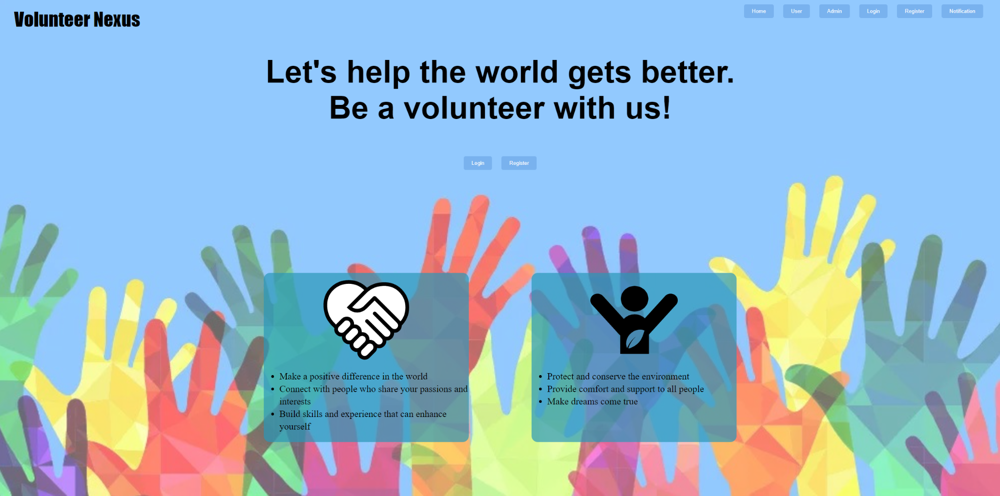 Volunteer Nexus
Home User Admin Login Register Notification
Let's help the world gets better.
Be a volunteer with us!
Login Register
• Make a positive difference in the world
• Connect with people who share your passions and
interests
• Build skills and experience that can enhance
yourself
• Protect and conserve the environment
• Provide comfort and support to all people
• Make dreams come true